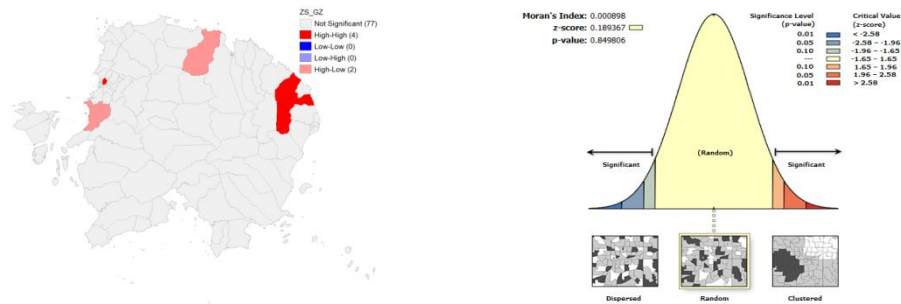 ZS_GZ
Not Significant (77)
High-High (4)
Low-Low (0)
Low-High (0)
High-Low (2)
Moran's Index: 0.000898
z-score: 0.189367
p-value: 0.849806
Significance Level
(p-value)
Critical Value
(z-score)
0.01 < -2.58
0.05 -2.58 – -1.96
0.10 -1.96 – -1.65
--- -1.65 – 1.65
0.10 1.65 – 1.96
0.05 1.96 – 2.58
0.01 > 2.58
Significant
(Random)
Significant
Dispersed
Random
Clustered